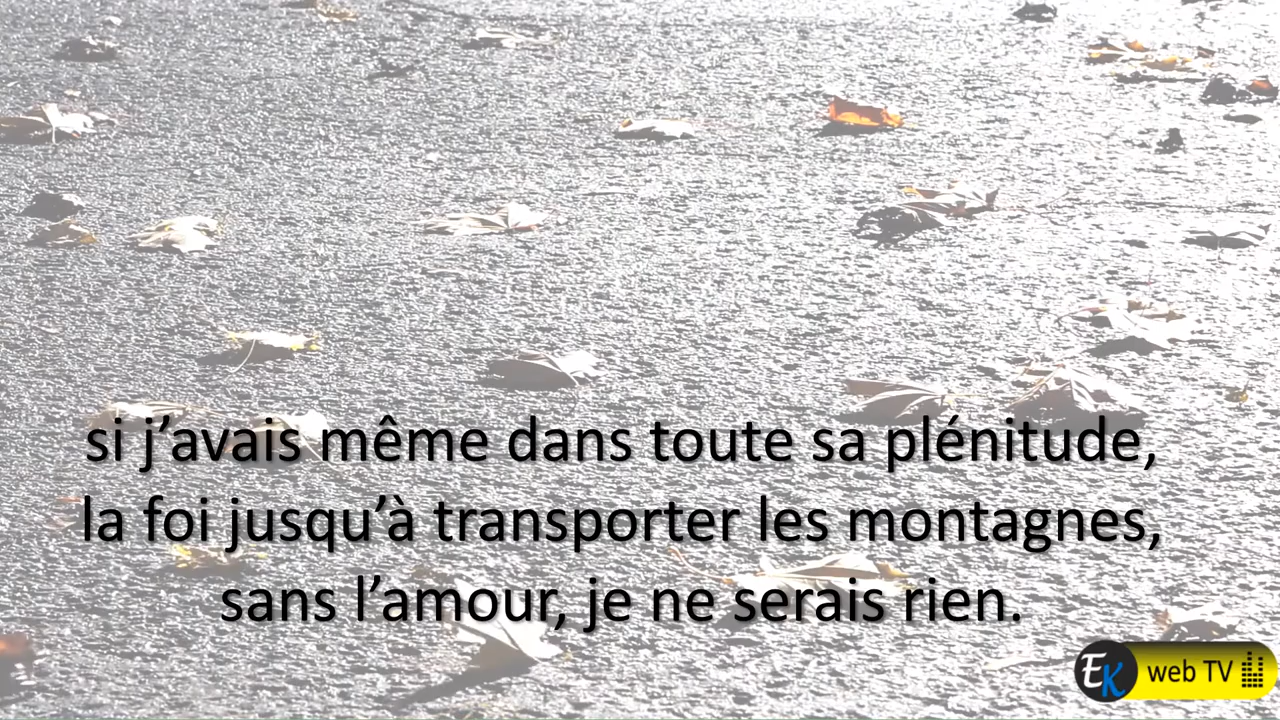 si j’avais même dans toute sa plénitude,
la foi jusqu’à transporter les montagnes,
sans l’amour, je ne serais rien.
EK web TV